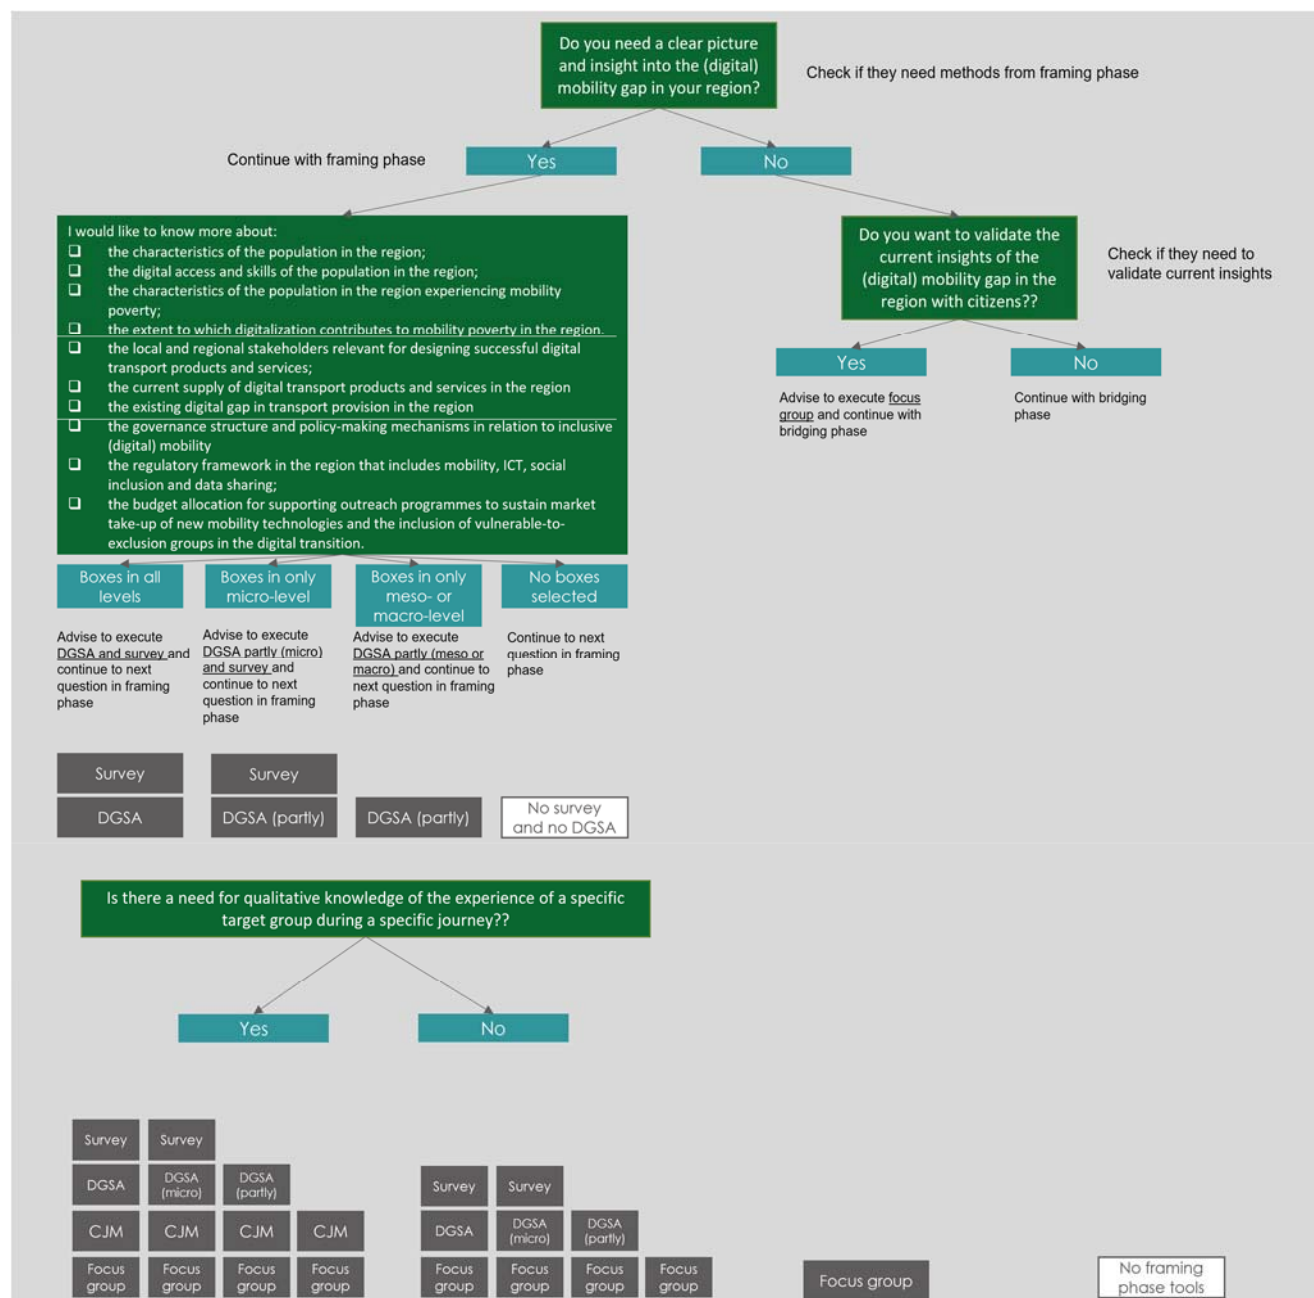 Do you need a clear picture
and insight into the (digital)
mobility gap in your region?
Check if they need methods from framing phase
Continue with framing phase
Yes
No
I would like to know more about:
❑ the characteristics of the population in the region;
❑ the digital access and skills of the population in the region;
❑ the characteristics of the population in the region experiencing mobility
poverty;
❑ the extent to which digitalization contributes to mobility poverty in the region.
❑ the local and regional stakeholders relevant for designing successful digital
transport products and services;
❑ the current supply of digital transport products and services in the region
❑ the existing digital gap in transport provision in the region
❑ the governance structure and policy-making mechanisms in relation to inclusive
(digital) mobility
❑ the regulatory framework in the region that includes mobility, ICT, social
inclusion and data sharing;
❑ the budget allocation for supporting outreach programmes to sustain market
take-up of new mobility technologies and the inclusion of vulnerable-to-
exclusion groups in the digital transition.
Do you want to validate the
current insights of the
(digital) mobility gap in the
region with citizens??
Check if they need to
validate current insights
Yes
No
Advise to execute focus
group and continue with
bridging phase
Continue with bridging
phase
Boxes in all
levels
Boxes in only
micro-level
Boxes in only
meso- or
macro-level
No boxes
selected
Advise to execute
DGSA and survey and
continue to next
question in framing
phase
Advise to execute
DGSA partly (micro)
and survey and
continue to next
question in framing
phase
Advise to execute
DGSA partly (meso or
macro) and continue to
next question in framing
phase
Continue to next
question in framing
phase
Survey
Survey
DGSA
DGSA (partly)
DGSA (partly)
No survey
and no DGSA
Is there a need for qualitative knowledge of the experience of a specific
target group during a specific journey??
Yes
No
Survey
Survey
DGSA
DGSA
(micro)
DGSA
(partly)
CJM
CJM
CJM
CJM
Focus
group
Focus
group
Focus
group
Focus
group
Survey
Survey
DGSA
DGSA
(micro)
DGSA
(partly)
Focus
group
Focus
group
Focus
group
Focus
group
Focus group
No framing
phase tools